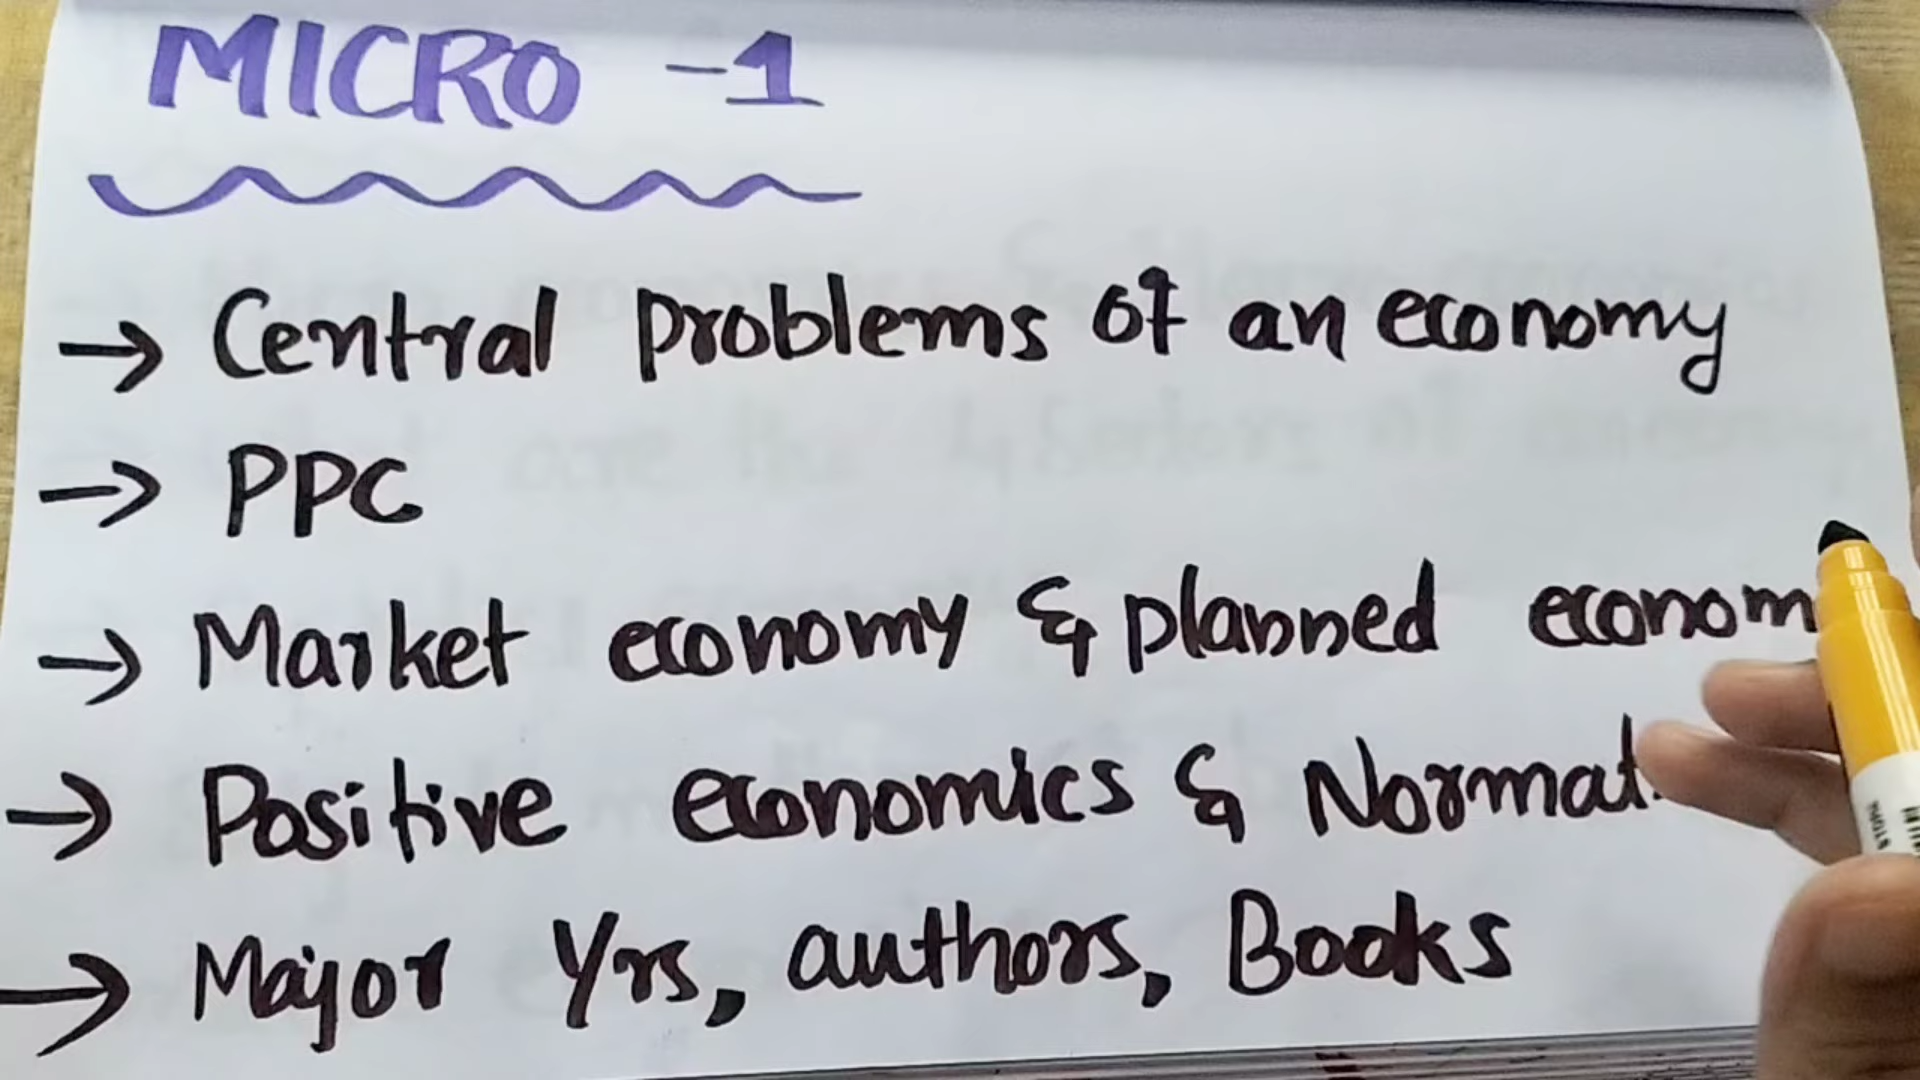 MICRO -1
→ Central problems of an economy
→ PPC
→ Market economy & planned econom
→ Positive economics & Normat
→ Major Yrs, authors, Books